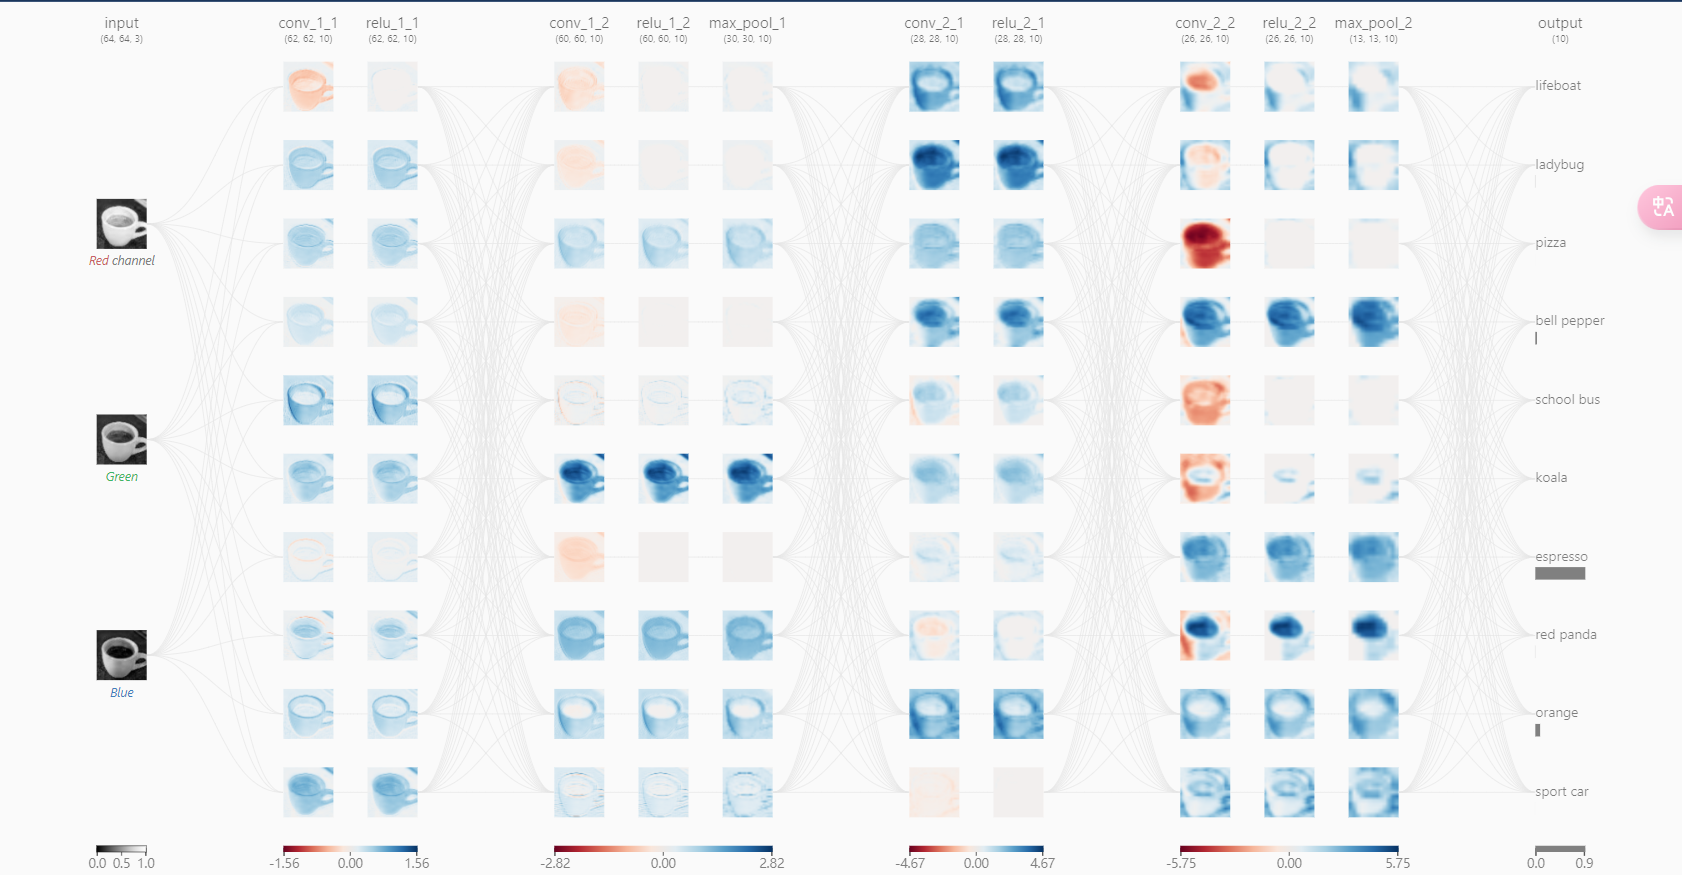 input conv_1_1 relu_1_1 conv_1_2 relu_1_2 max_pool_1 conv_2_1 relu_2_1 conv_2_2 relu_2_2 max_pool_2 output
(64, 64, 3) (62, 62, 10) (62, 62, 10) (60, 60, 10) (60, 60, 10) (30, 30, 10) (28, 28, 10) (28, 28, 10) (26, 26, 10) (26, 26, 10) (13, 13, 10) (10)
lifeboat
ladybug
中A
pizza
Red channel
bell pepper
school bus
Green
koala
espresso
red panda
Blue
orange
sport car
0.0 0.5 1.0 -1.56 0.00 1.56 -2.82 0.00 2.82 -4.67 0.00 4.67 -5.75 0.00 5.75 0.0 0.9